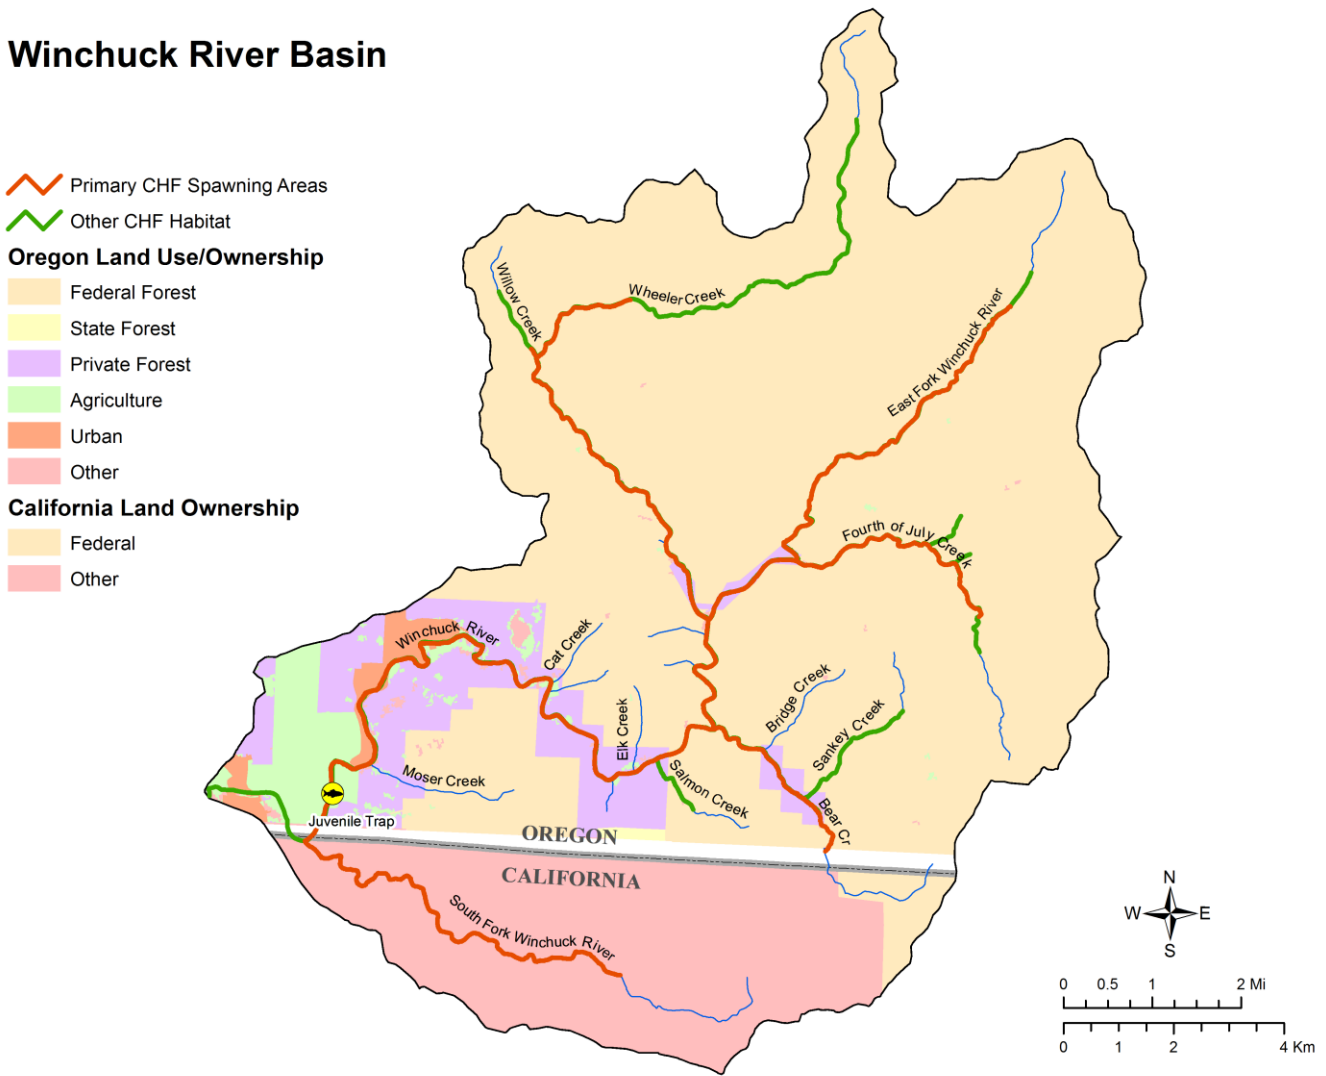 Winchuck River Basin
Primary CHF Spawning Areas
Other CHF Habitat
Oregon Land Use/Ownership
Federal Forest
State Forest
Private Forest
Agriculture
Urban
Other
California Land Ownership
Federal
Other
Willow Creek
Wheeler Creek
East Fork Winchuck River
Fourth of July Creek
Winchuck River
Cat Creek
Elk Creek
Bridge Creek
Sankey Creek
Salmon Creek
Moser Creek
Bear Cr
Juvenile Trap
OREGON
CALIFORNIA
South Fork Winchuck River
N
W E
S
0 0.5 1 2 Mi
0 1 2 4 Km